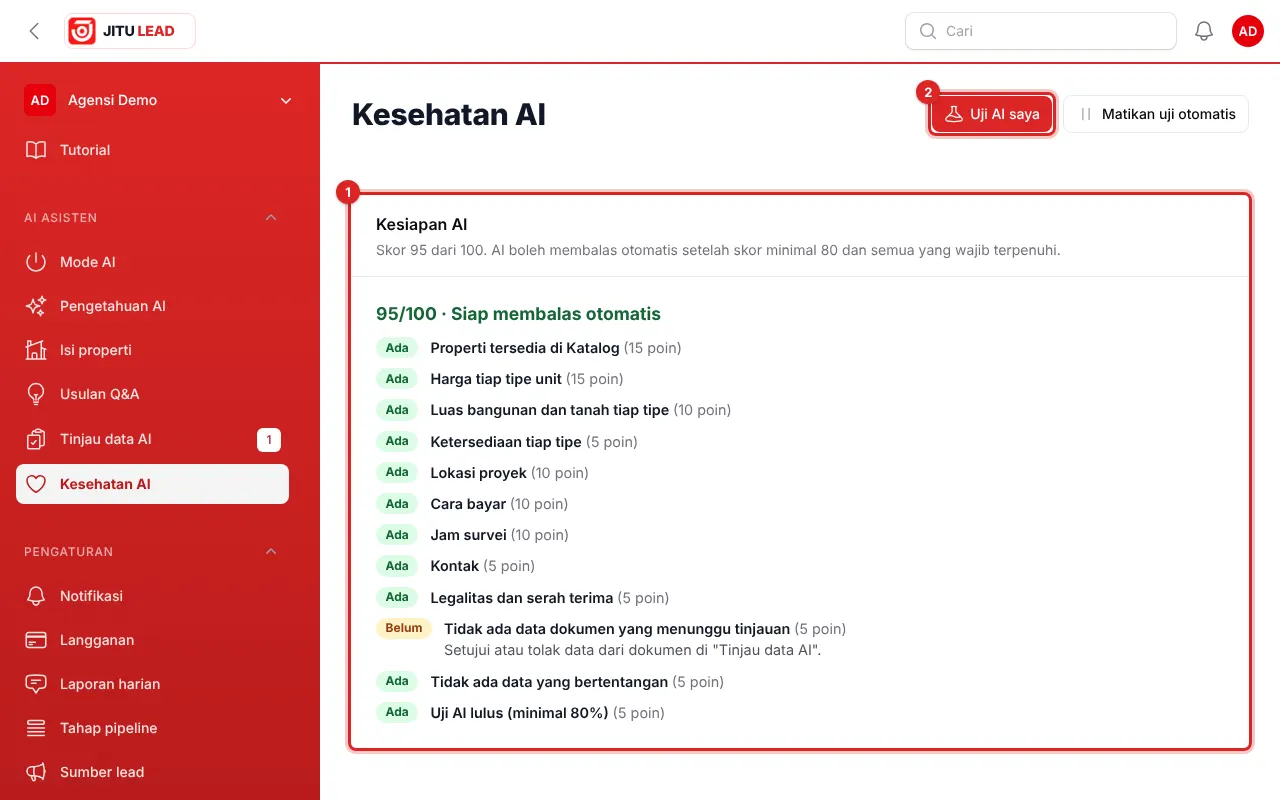 JITU LEAD
Cari
AD
AD
Agensi Demo
Tutorial
AI ASISTEN
Mode AI
Pengetahuan AI
Isi properti
Usulan Q&A
Tinjau data AI
1
Kesehatan AI
PENGATURAN
Notifikasi
Langganan
Laporan harian
Tahap pipeline
Sumber lead
Kesehatan AI
2
Uji AI saya
Matikan uji otomatis
1
Kesiapan AI
Skor 95 dari 100. AI boleh membalas otomatis setelah skor minimal 80 dan semua yang wajib terpenuhi.
95/100 · Siap membalas otomatis
Ada Properti tersedia di Katalog (15 poin)
Ada Harga tiap tipe unit (15 poin)
Ada Luas bangunan dan tanah tiap tipe (10 poin)
Ada Ketersediaan tiap tipe (5 poin)
Ada Lokasi proyek (10 poin)
Ada Cara bayar (10 poin)
Ada Jam survei (10 poin)
Ada Kontak (5 poin)
Ada Legalitas dan serah terima (5 poin)
Belum Tidak ada data dokumen yang menunggu tinjauan (5 poin)
Setujui atau tolak data dari dokumen di "Tinjau data AI".
Ada Tidak ada data yang bertentangan (5 poin)
Ada Uji AI lulus (minimal 80%) (5 poin)